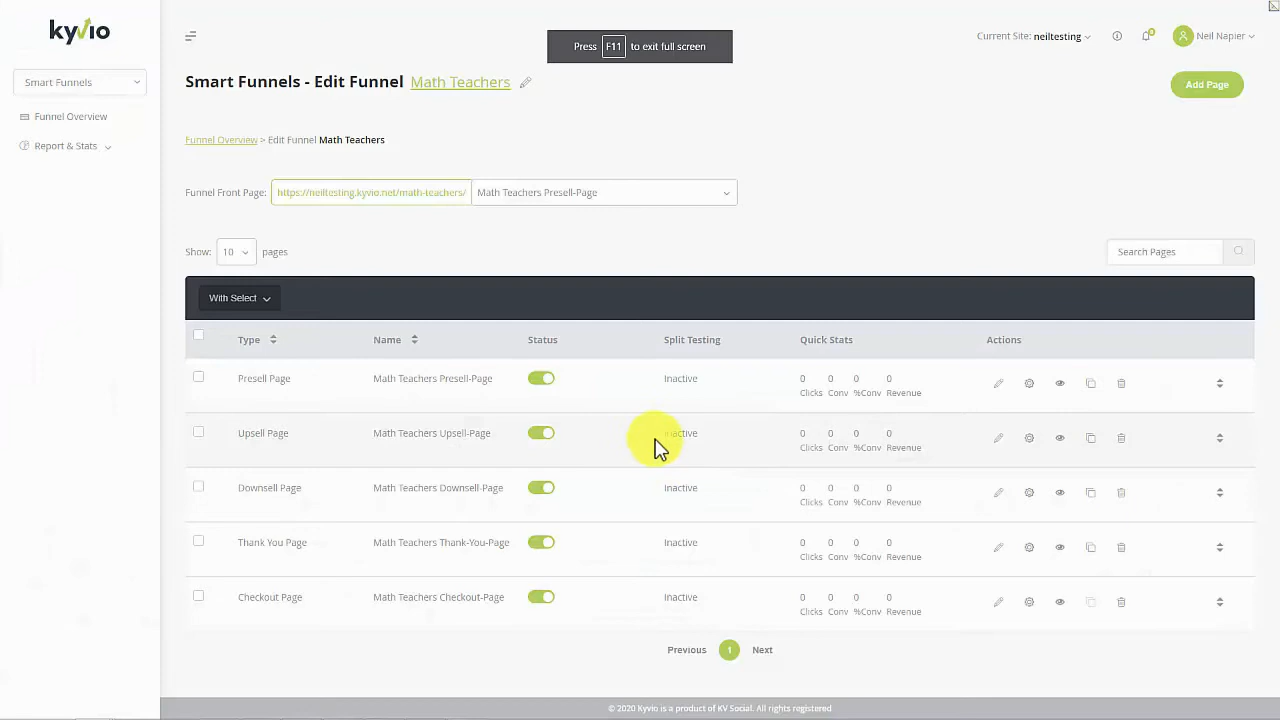 kyvio
Press F11 to exit full screen
Current Site: neiltesting
Neil Napier
Smart Funnels
Funnel Overview
Report & Stats
Smart Funnels - Edit Funnel Math Teachers
Add Page
Funnel Overview > Edit Funnel Math Teachers
Funnel Front Page: https://neiltesting.kyvio.net/math-teachers/ Math Teachers Presell-Page
Show: 10 pages
Search Pages
With Select
Type Name Status Split Testing Quick Stats Actions
Presell Page Math Teachers Presell-Page Inactive 0 0 0 0
Clicks Conv %Conv Revenue
Upsell Page Math Teachers Upsell-Page Inactive 0 0 0 0
Clicks Conv %Conv Revenue
Downsell Page Math Teachers Downsell-Page Inactive 0 0 0 0
Clicks Conv %Conv Revenue
Thank You Page Math Teachers Thank-You-Page Inactive 0 0 0 0
Clicks Conv %Conv Revenue
Checkout Page Math Teachers Checkout-Page Inactive 0 0 0 0
Clicks Conv %Conv Revenue
Previous 1 Next
© 2020 Kyvio is a product of KV Social. All rights registered